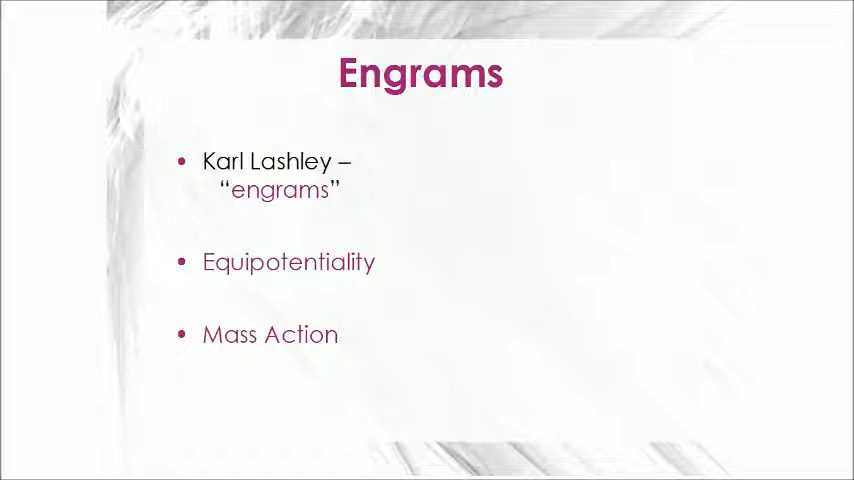 Engrams
• Karl Lashley –
“engrams”
• Equipotentiality
• Mass Action